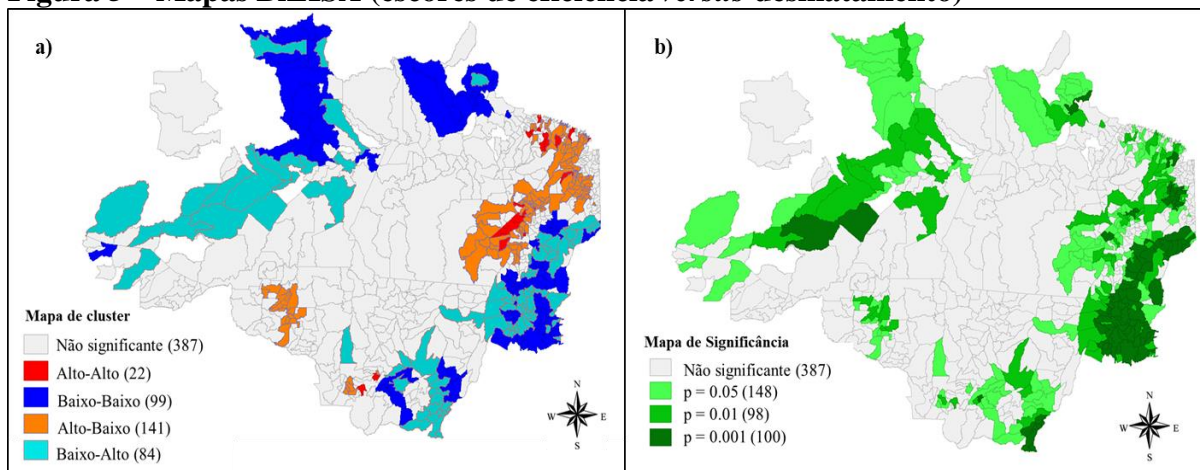 Figura 3 – Mapas BILISA (escores de eficiência versus desmatamento)
a)
Mapa de cluster
Não significante (387)
Alto-Alto (22)
Baixo-Baixo (99)
Alto-Baixo (141)
Baixo-Alto (84)
N
W E
S
b)
Mapa de Significância
Não significante (387)
p = 0.05 (148)
p = 0.01 (98)
p = 0.001 (100)
N
W E
S